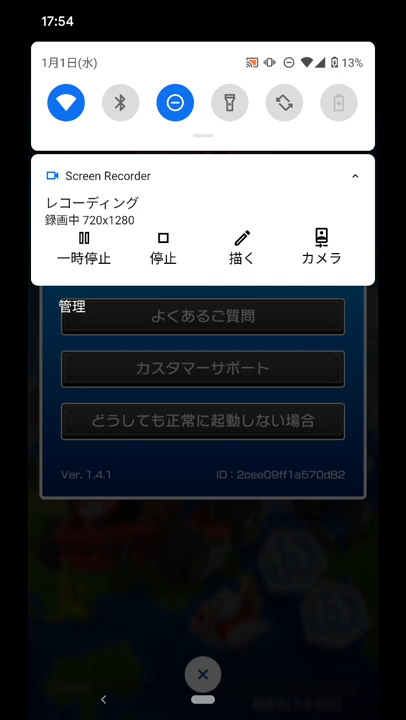 17:54
1月1日(水)
13%
Screen Recorder
レコーディング
録画中 720x1280
一時停止
停止
描く
カメラ
管理
よくあるご質問
カスタマーサポート
どうしても正常に起動しない場合
Ver. 1.4.1
ID : 2cee09ff1a570d82